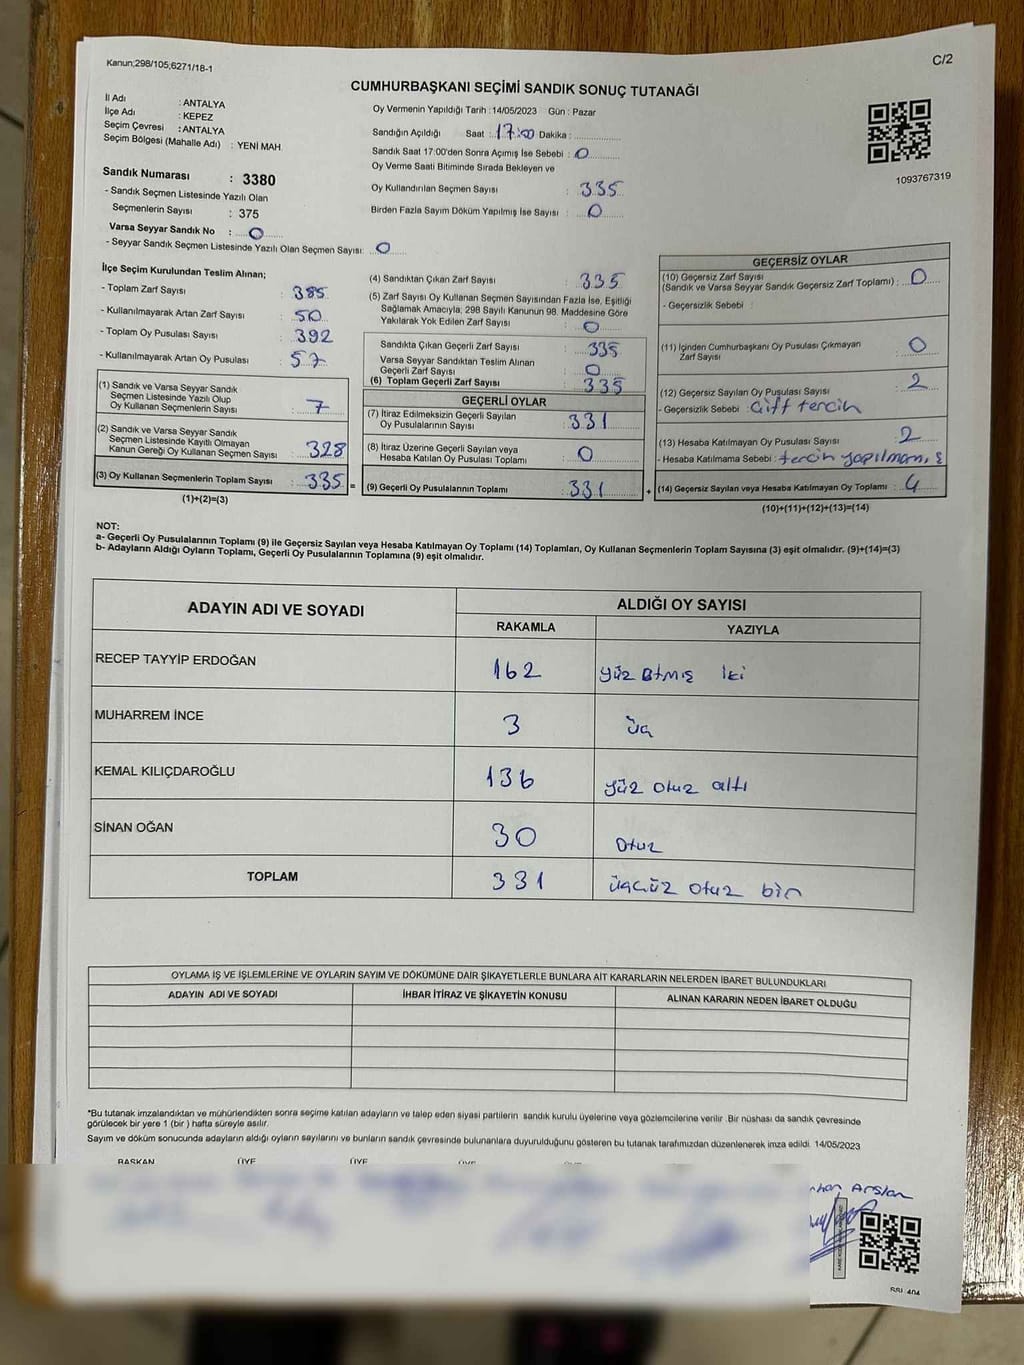 Kanun;298/105;6271/18-1
C/2
CUMHURBAŞKANI SEÇİMİ SANDIK SONUÇ TUTANAĞI
İl Adı : ANTALYA
İlçe Adı : KEPEZ
Seçim Çevresi : ANTALYA
Seçim Bölgesi (Mahalle Adı) : YENİ MAH.
Sandık Numarası : 3380
- Sandık Seçmen Listesinde Yazılı Olan
Seçmenlerin Sayısı : 375
Varsa Seyyar Sandık No : 0
- Seyyar Sandık Seçmen Listesinde Yazılı Olan Seçmen Sayısı: 0
Oy Vermenin Yapıldığı Tarih : 14/05/2023 Gün : Pazar
Sandığın Açıldığı Saat : 17:00 Dakika :
Sandık Saat 17:00'den Sonra Açımış İse Sebebi : 0
Oy Verme Saati Bitiminde Sırada Bekleyen ve
Oy Kullandırılan Seçmen Sayısı : 335
Birden Fazla Sayım Döküm Yapılmış İse Sayısı : 0
1093767319
İlçe Seçim Kurulundan Teslim Alınan;
- Toplam Zarf Sayısı : 385
- Kullanılmayarak Artan Zarf Sayısı : 50
- Toplam Oy Pusulası Sayısı : 392
- Kullanılmayarak Artan Oy Pusulası : 57
(1) Sandık ve Varsa Seyyar Sandık
Seçmen Listesinde Yazılı Olup
Oy Kullanan Seçmenlerin Sayısı : 7
(2) Sandık ve Varsa Seyyar Sandık
Seçmen Listesinde Kayıtlı Olmayan
Kanun Gereği Oy Kullanan Seçmen Sayısı : 328
(3) Oy Kullanan Seçmenlerin Toplam Sayısı : 335 =
(1)+(2)=(3)
(4) Sandıktan Çıkan Zarf Sayısı : 335
(5) Zarf Sayısı Oy Kullanan Seçmen Sayısından Fazla İse, Eşitliği
Sağlamak Amacıyla; 298 Sayılı Kanunun 98. Maddesine Göre
Yakılarak Yok Edilen Zarf Sayısı : 0
Sandıkta Çıkan Geçerli Zarf Sayısı : 335
Varsa Seyyar Sandıktan Teslim Alınan
Geçerli Zarf Sayısı : 0
(6) Toplam Geçerli Zarf Sayısı : 335
GEÇERLİ OYLAR
(7) İtiraz Edilmeksizin Geçerli Sayılan
Oy Pusulalarının Sayısı : 331
(8) İtiraz Üzerine Geçerli Sayılan veya
Hesaba Katılan Oy Pusulaları Toplamı : 0
(9) Geçerli Oy Pusulalarının Toplamı : 331 +
GEÇERSİZ OYLAR
(10) Geçersiz Zarf Sayısı
(Sandık ve Varsa Seyyar Sandık Geçersiz Zarf Toplamı) : 0
- Geçersizlik Sebebi :
(11) İçinden Cumhurbaşkanı Oy Pusulası Çıkmayan
Zarf Sayısı : 0
(12) Geçersiz Sayılan Oy Pusulası Sayısı : 2
- Geçersizlik Sebebi : Çift tercih
(13) Hesaba Katılmayan Oy Pusulası Sayısı : 2
- Hesaba Katılmama Sebebi : tercih yapılmamış
(14) Geçersiz Sayılan veya Hesaba Katılmayan Oy Toplamı : 4
(10)+(11)+(12)+(13)=(14)
NOT:
a- Geçerli Oy Pusulalarının Toplamı (9) ile Geçersiz Sayılan veya Hesaba Katılmayan Oy Toplamı (14) Toplamları, Oy Kullanan Seçmenlerin Toplam Sayısına (3) eşit olmalıdır. (9)+(14)=(3)
b- Adayların Aldığı Oyların Toplamı, Geçerli Oy Pusulalarının Toplamına (9) eşit olmalıdır.
ADAYIN ADI VE SOYADI ALDIĞI OY SAYISI
RAKAMLA YAZIYLA
RECEP TAYYİP ERDOĞAN 162 yüz altmış iki
MUHARREM İNCE 3 üç
KEMAL KILIÇDAROĞLU 136 yüz otuz altı
SİNAN OĞAN 30 otuz
TOPLAM 331 üçyüz otuz bir
OYLAMA İŞ VE İŞLEMLERİNE VE OYLARIN SAYIM VE DÖKÜMÜNE DAİR ŞİKAYETLERLE BUNLARA AİT KARARLARIN NELERDEN İBARET BULUNDUKLARI
ADAYIN ADI VE SOYADI İHBAR İTİRAZ VE ŞİKAYETİN KONUSU ALINAN KARARIN NEDEN İBARET OLDUĞU
*Bu tutanak imzalandıktan ve mühürlendikten sonra seçime katılan adayların ve talep eden siyasi partilerin sandık kurulu üyelerine veya gözlemcilerine verilir. Bir nüshası da sandık çevresinde
görülecek bir yere 1 (bir) hafta süreyle asılır.
Sayım ve döküm sonucunda adayların aldığı oyların sayılarını ve bunların sandık çevresinde bulunanlara duyurulduğunu gösteren bu tutanak tarafımızdan düzenlenerek imza edildi. 14/05/2023
BAŞKAN ÜYE ÜYE ÜYE
Arslan